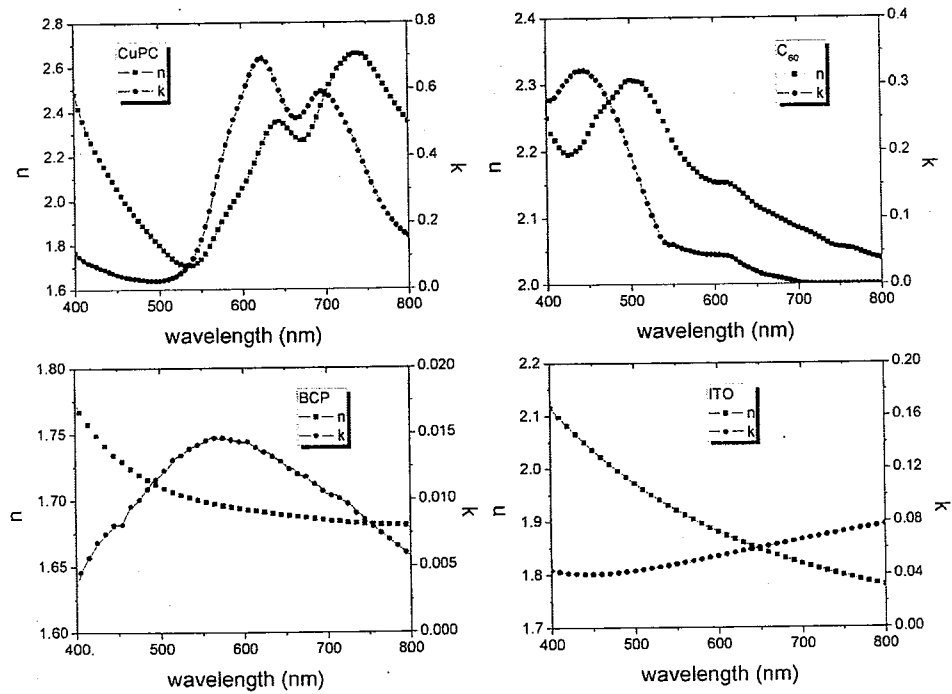 2.8
2.6
2.4
2.2
2.0
1.8
1.6
n
CuPC
n
k
0.8
0.6
0.4
0.2
0.0
k
400 500 600 700 800
wavelength (nm)
2.4
2.3
2.2
2.1
2.0
n
C60
n
k
0.4
0.3
0.2
0.1
0.0
k
400 500 600 700 800
wavelength (nm)
1.80
1.75
1.70
1.65
1.60
n
BCP
n
k
0.020
0.015
0.010
0.005
0.000
k
400. 500 600 700 800
wavelength (nm)
2.2
2.1
2.0
1.9
1.8
1.7
n
ITO
n
k
0.20
0.16
0.12
0.08
0.04
0.00
k
400 500 600 700 800
wavelength (nm)